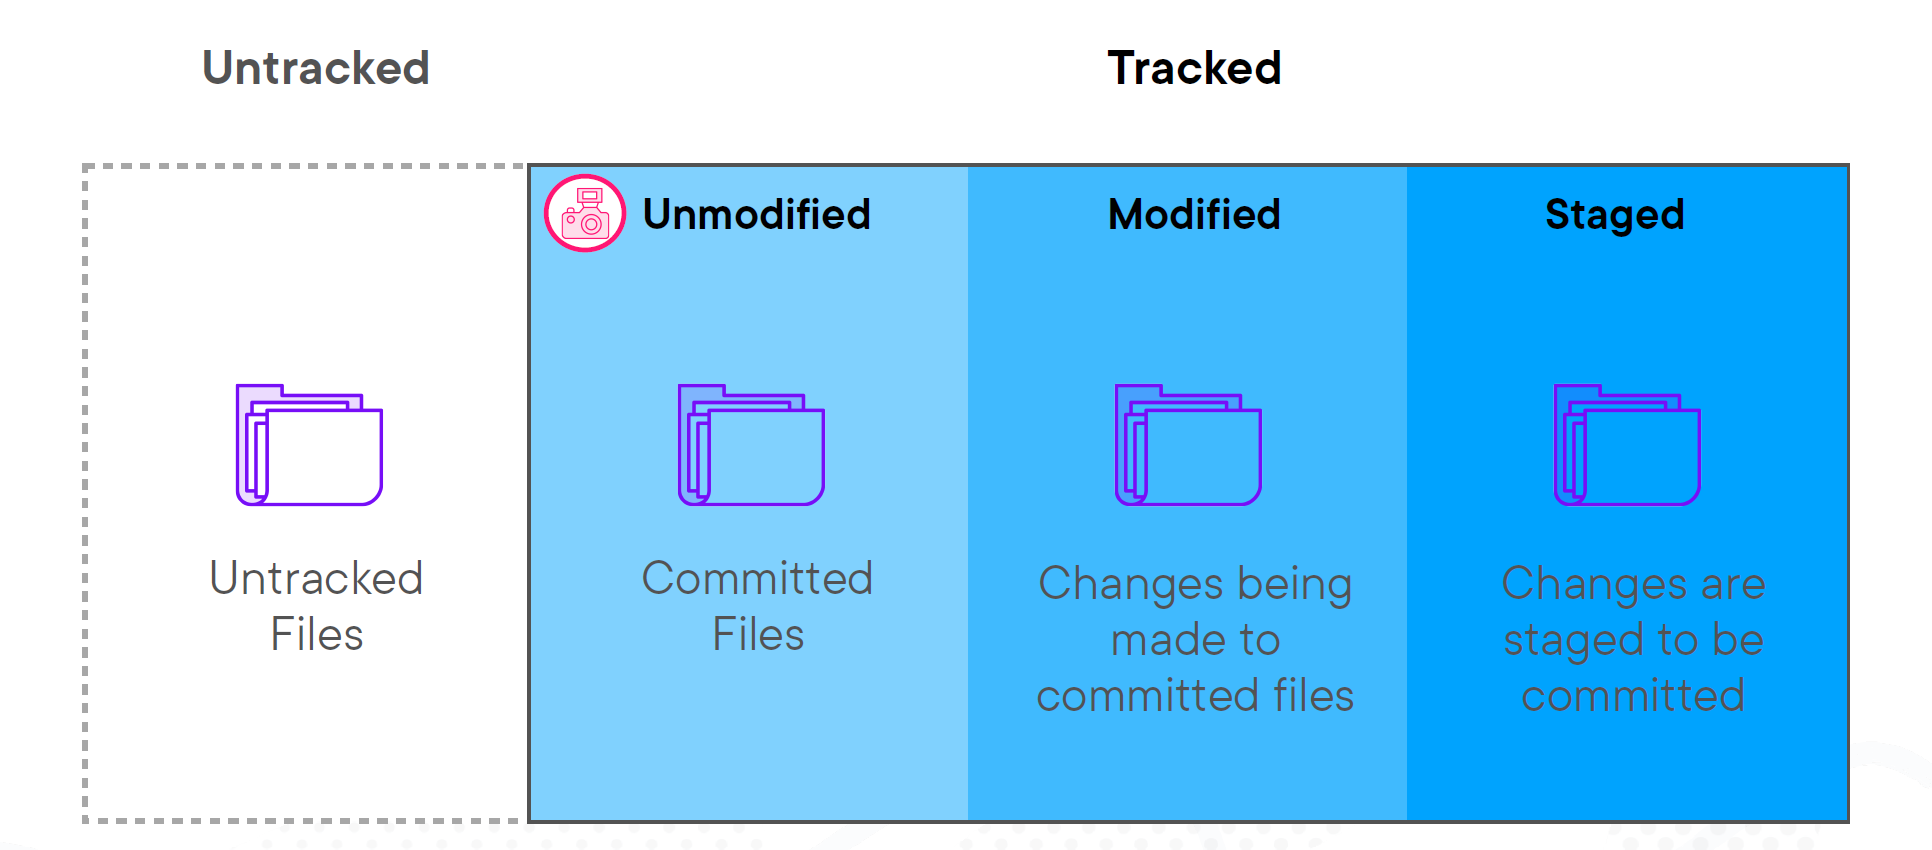 Untracked
Tracked
Unmodified
Modified
Staged
Untracked
Files
Committed
Files
Changes being
made to
committed files
Changes are
staged to be
committed